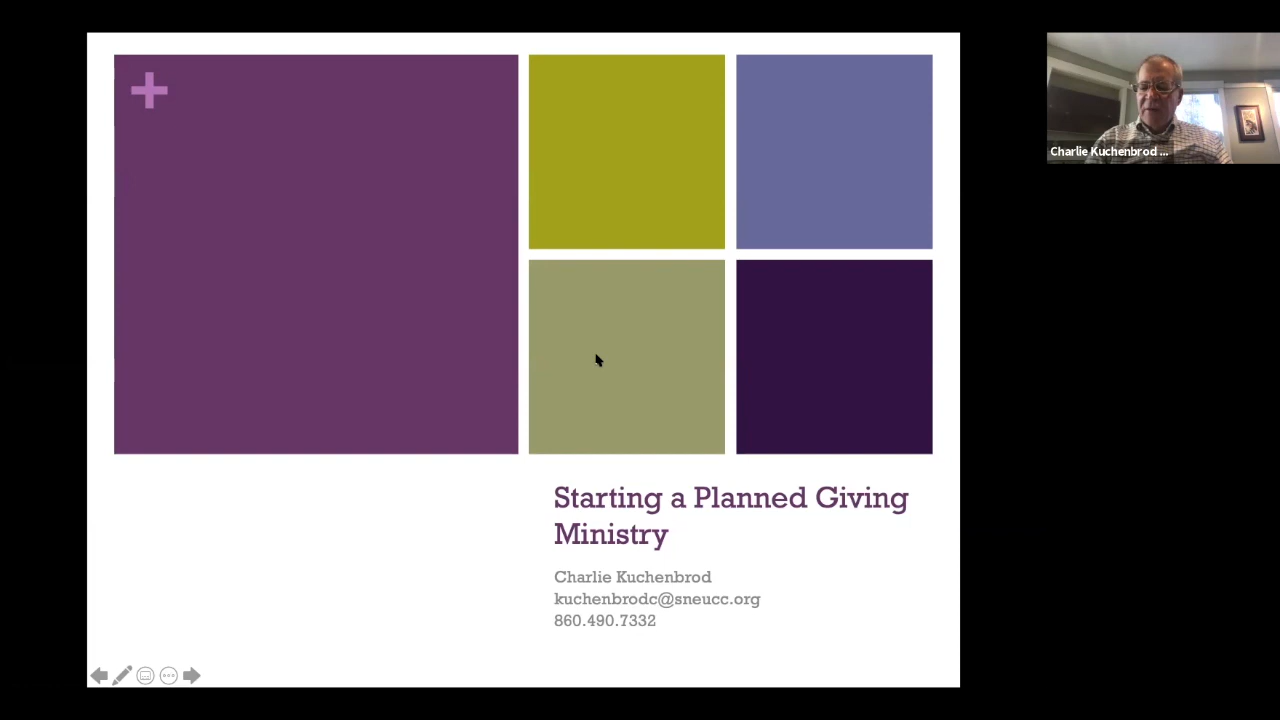 Starting a Planned Giving
Ministry
Charlie Kuchenbrod
kuchenbrodc@sneucc.org
860.490.7332
Charlie Kuchenbrod ...